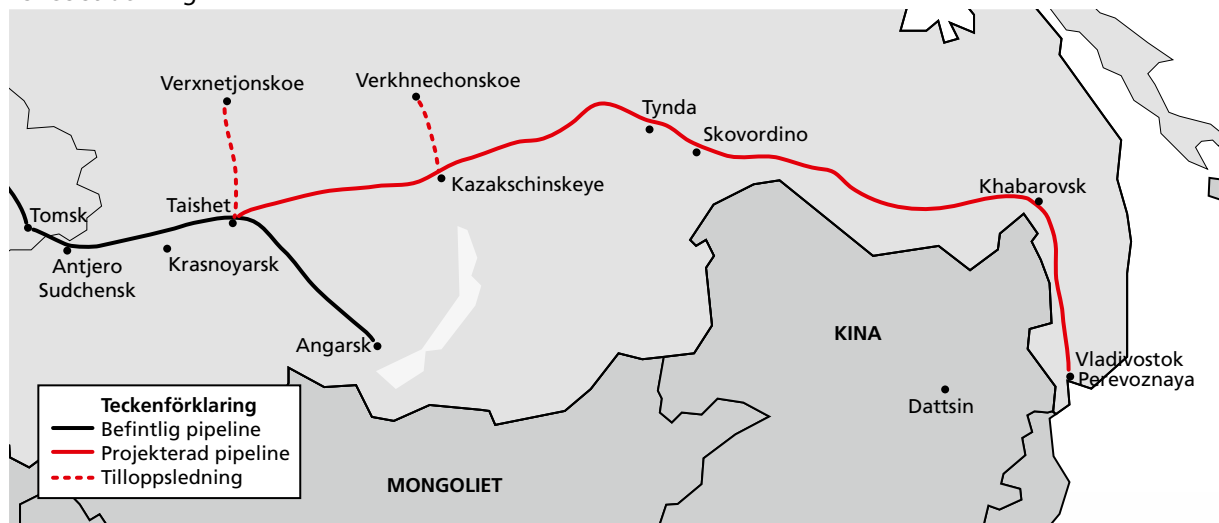 Verxnetjonskoe
Verkhnechonskoe
Tynda
Skovordino
Kazakschinskeye
Khabarovsk
Tomsk
Taishet
Antjero
Sudchensk
Krasnoyarsk
Angarsk
KINA
Vladivostok
Perevoznaya
Dattsin
Teckenförklaring
Befintlig pipeline
Projekterad pipeline
Tilloppsledning
MONGOLIET